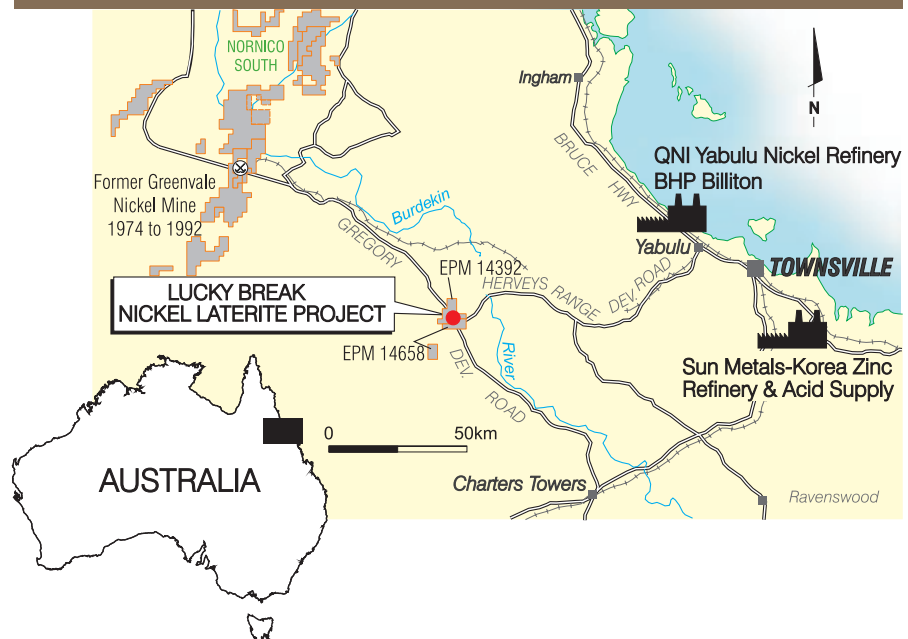 NORNICO
SOUTH
Ingham
N
BRUCE HWY
QNI Yabulu Nickel Refinery
BHP Billiton
Former Greenvale
Nickel Mine
1974 to 1992
Burdekin
GREGORY
Yabulu
TOWNSVILLE
EPM 14392
HERVEYS RANGE
DEV. ROAD
LUCKY BREAK
NICKEL LATERITE PROJECT
EPM 14658
River
DEV.
ROAD
Sun Metals-Korea Zinc
Refinery & Acid Supply
0
50km
AUSTRALIA
Charters Towers
Ravenswood